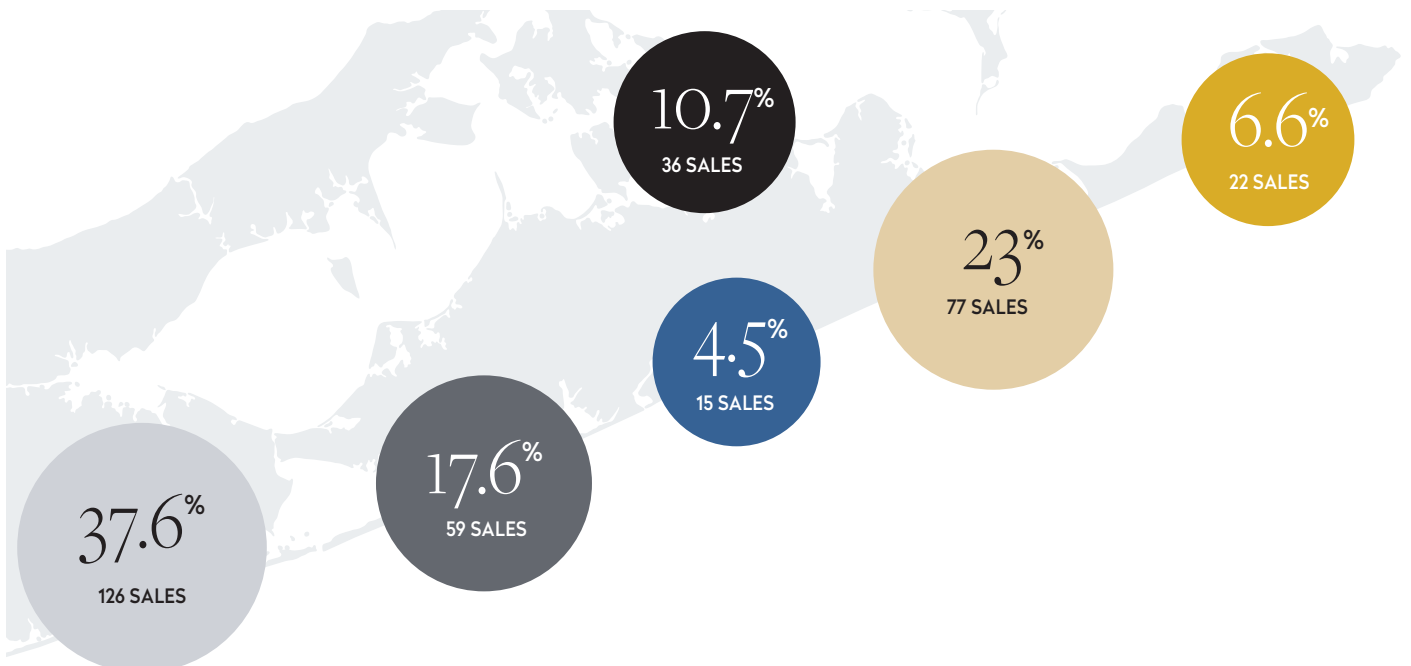 10.7%
36 SALES
6.6%
22 SALES
23%
77 SALES
4.5%
15 SALES
17.6%
59 SALES
37.6%
126 SALES